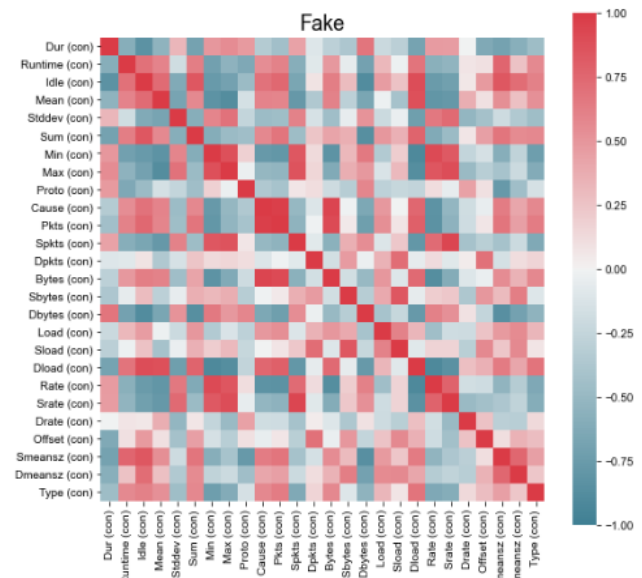 Fake
Dur (con)
Runtime (con)
Idle (con)
Mean (con)
Stddev (con)
Sum (con)
Min (con)
Max (con)
Proto (con)
Cause (con)
Pkts (con)
Spkts (con)
Dpkts (con)
Bytes (con)
Sbytes (con)
Dbytes (con)
Load (con)
Sload (con)
Dload (con)
Rate (con)
Srate (con)
Drate (con)
Offset (con)
Smeansz (con)
Dmeansz (con)
Type (con)
Dur (con)
Runtime (con)
Idle (con)
Mean (con)
Stddev (con)
Sum (con)
Min (con)
Max (con)
Proto (con)
Cause (con)
Pkts (con)
Spkts (con)
Dpkts (con)
Bytes (con)
Sbytes (con)
Dbytes (con)
Load (con)
Sload (con)
Dload (con)
Rate (con)
Srate (con)
Drate (con)
Offset (con)
meansz (con)
meansz (con)
Type (con)
1.00
0.75
0.50
0.25
0.00
−0.25
−0.50
−0.75
−1.00